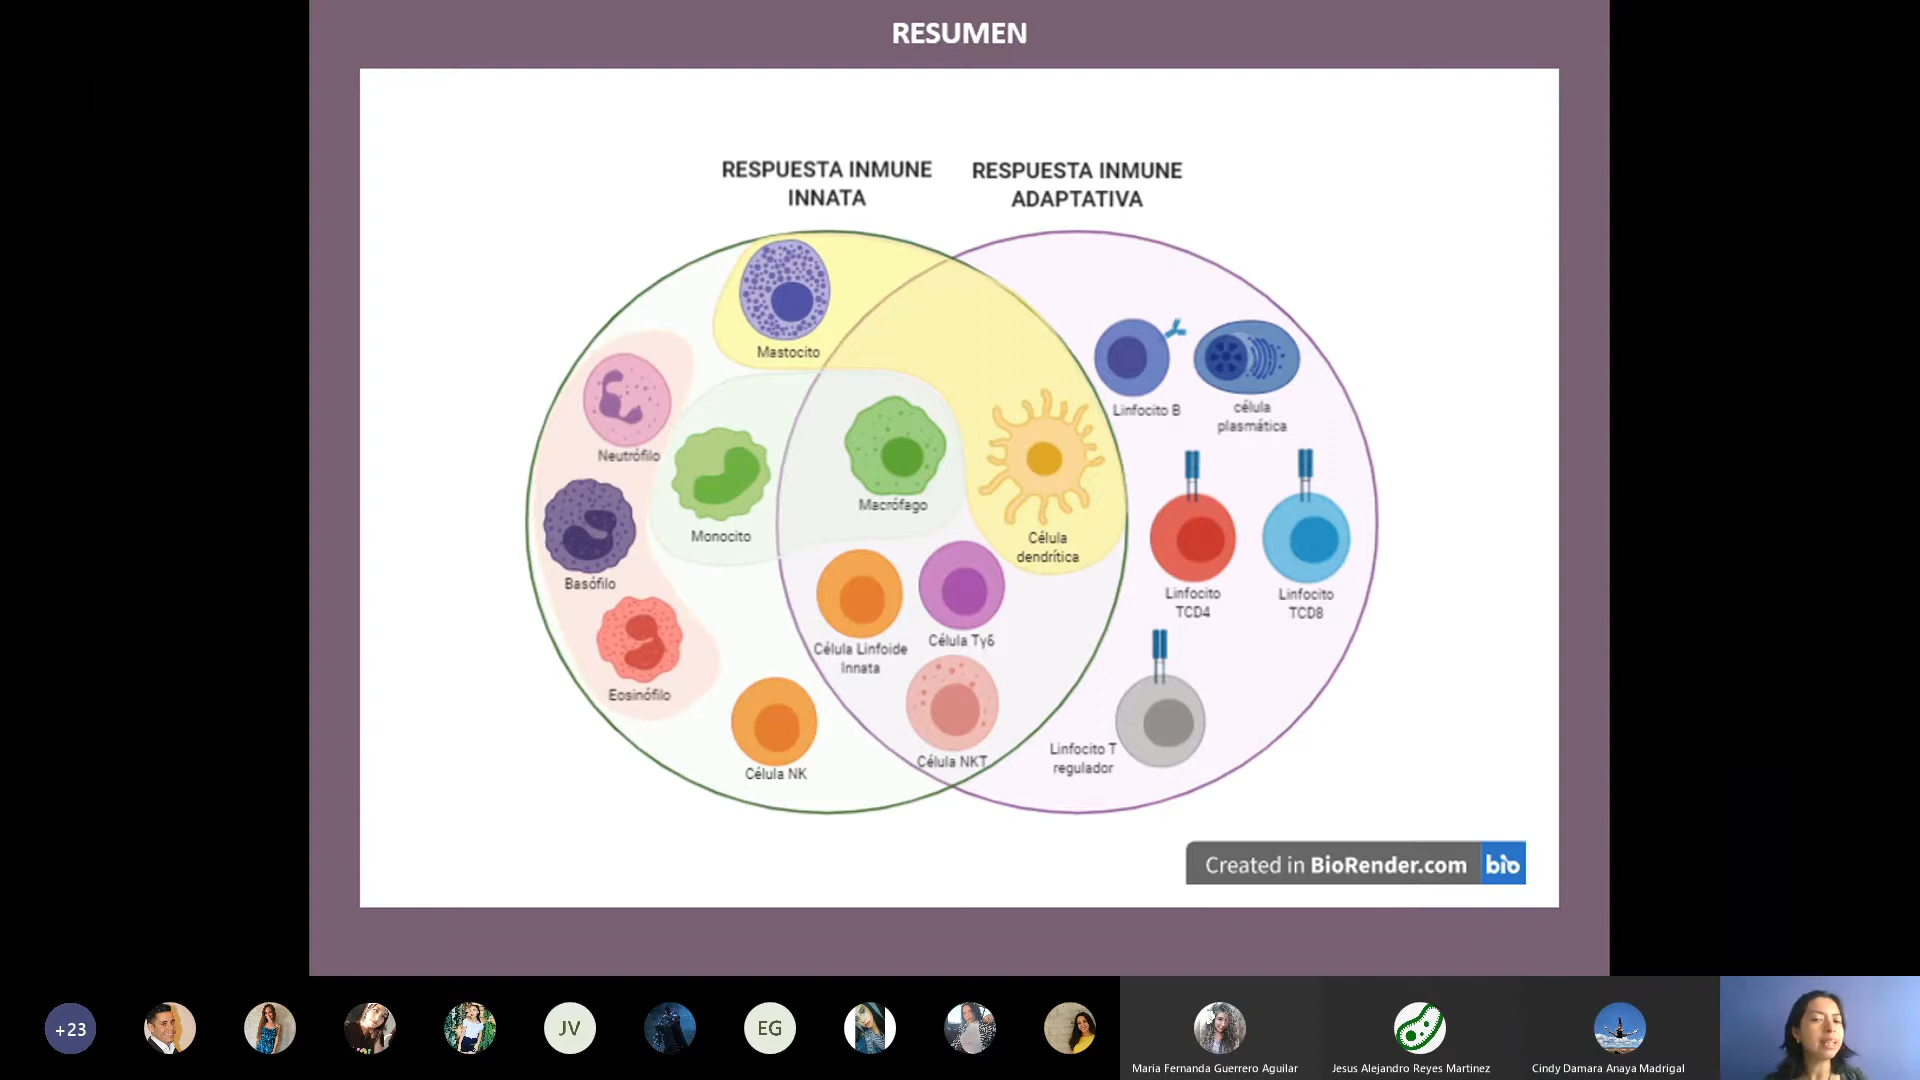 RESUMEN
RESPUESTA INMUNE
INNATA
RESPUESTA INMUNE
ADAPTATIVA
Mastocito
Neutrófilo
Monocito
Macrófago
Célula
dendrítica
Linfocito B
célula
plasmática
Basófilo
Eosinófilo
Célula NK
Célula Linfoide
Innata
Célula Tγδ
Célula NKT
Linfocito
TCD4
Linfocito
TCD8
Linfocito T
regulador
Created in BioRender.com bio
+23
JV
EG
Maria Fernanda Guerrero Aguilar
Jesus Alejandro Reyes Martinez
Cindy Damara Anaya Madrigal